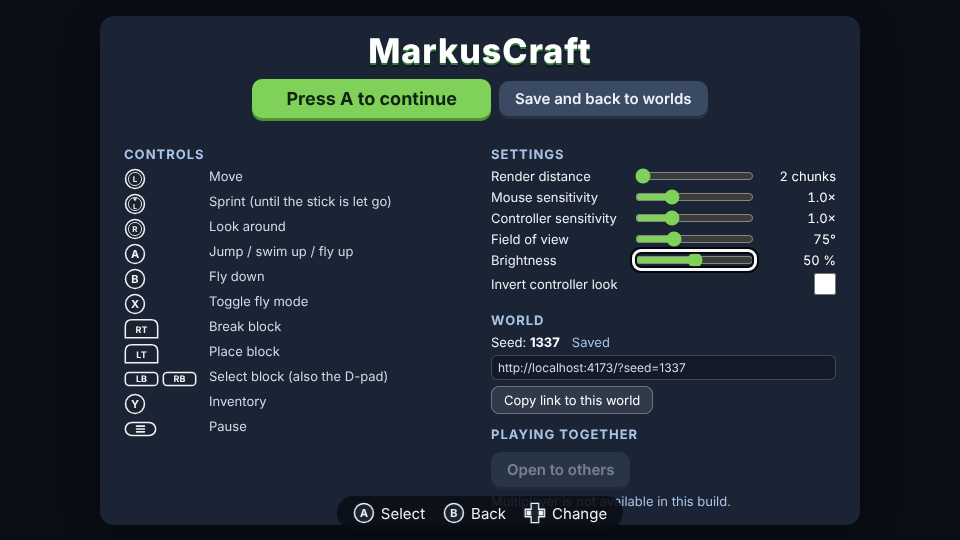 MarkusCraft
Press A to continue
Save and back to worlds
CONTROLS
L Move
L Sprint (until the stick is let go)
R Look around
A Jump / swim up / fly up
B Fly down
X Toggle fly mode
RT Break block
LT Place block
LB RB Select block (also the D-pad)
Y Inventory
Pause
SETTINGS
Render distance 2 chunks
Mouse sensitivity 1.0×
Controller sensitivity 1.0×
Field of view 75°
Brightness 50 %
Invert controller look
WORLD
Seed: 1337 Saved
http://localhost:4173/?seed=1337
Copy link to this world
PLAYING TOGETHER
Open to others
Multiplayer is not available in this build.
A Select B Back Change